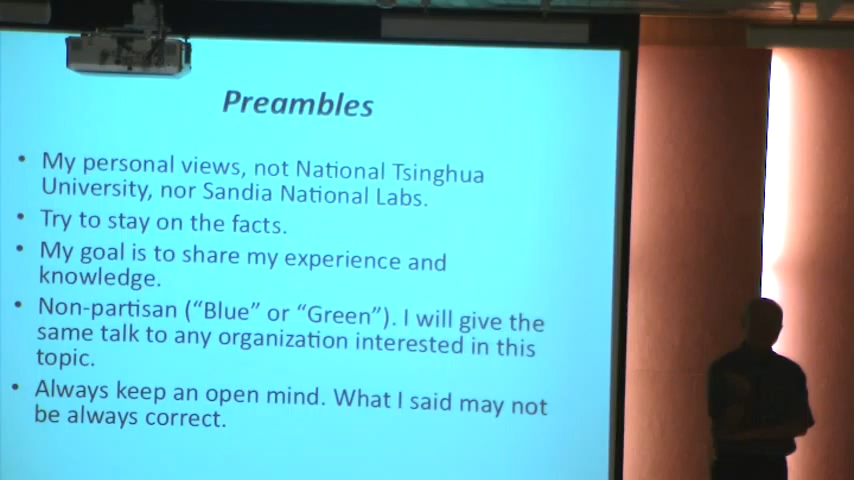 Preambles
• My personal views, not National Tsinghua
University, nor Sandia National Labs.
• Try to stay on the facts.
• My goal is to share my experience and
knowledge.
• Non-partisan (“Blue” or “Green”). I will give the
same talk to any organization interested in this
topic.
• Always keep an open mind. What I said may not
be always correct.